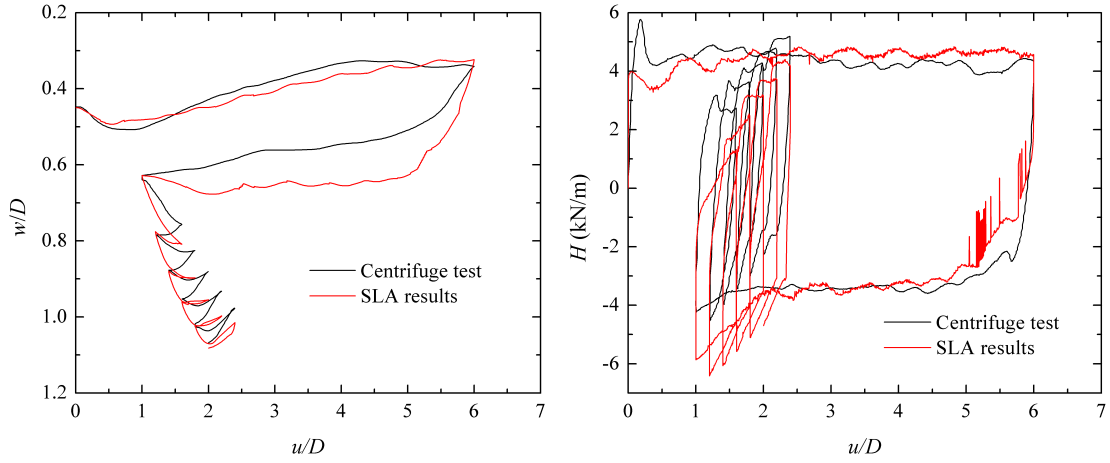 0.2
0.4
0.6
0.8
1.0
1.2
w/D
0 1 2 3 4 5 6 7
u/D
Centrifuge test
SLA results
6
4
2
0
-2
-4
-6
H (kN/m)
0 1 2 3 4 5 6 7
u/D
Centrifuge test
SLA results